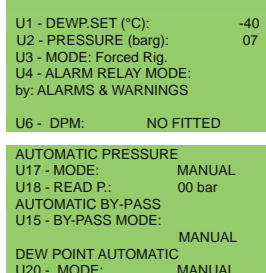 U1 - DEWP.SET (°C): -40
U2 - PRESSURE (barg): 07
U3 - MODE: Forced Rig.
U4 - ALARM RELAY MODE:
by: ALARMS & WARNINGS
U6 - DPM: NO FITTED
AUTOMATIC PRESSURE
U17 - MODE: MANUAL
U18 - READ P.: 00 bar
AUTOMATIC BY-PASS
U15 - BY-PASS MODE:
MANUAL
DEW POINT AUTOMATIC
U20 - MODE: MANUAL